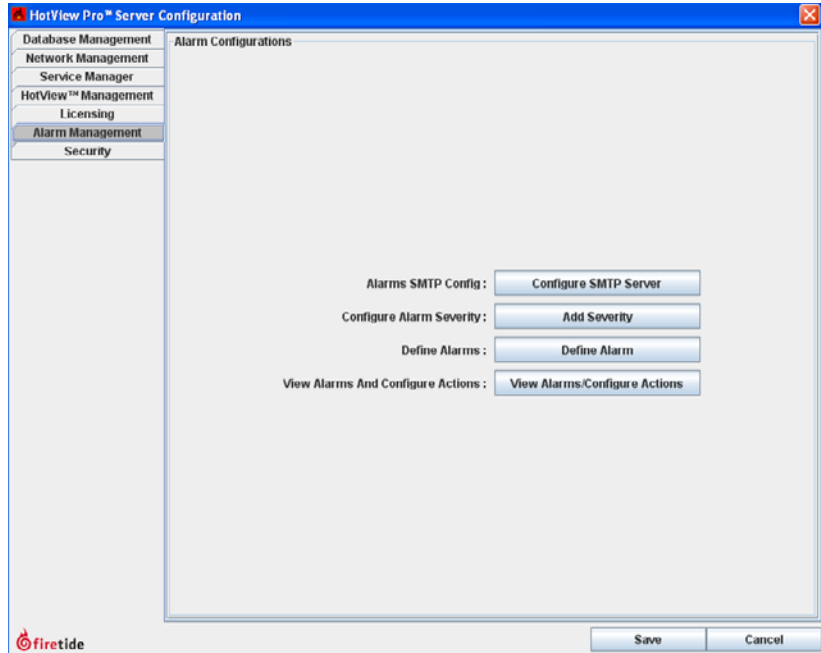 HotView Pro™ Server Configuration
Database Management
Network Management
Service Manager
HotView™ Management
Licensing
Alarm Management
Security
Alarm Configurations
Alarms SMTP Config : Configure SMTP Server
Configure Alarm Severity : Add Severity
Define Alarms : Define Alarm
View Alarms And Configure Actions : View Alarms/Configure Actions
firetide
Save Cancel